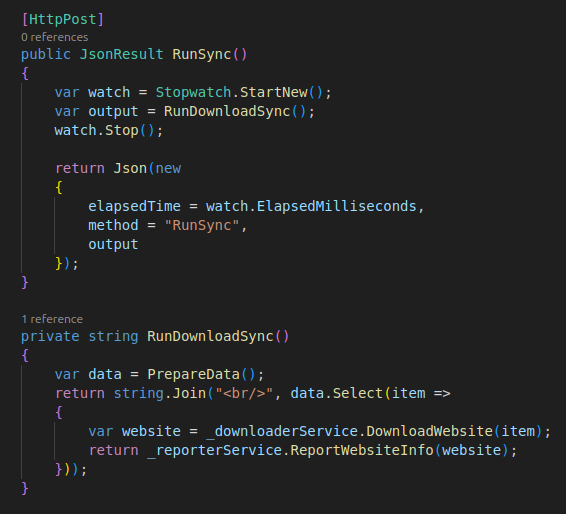 [HttpPost]
0 references
public JsonResult RunSync()
{
    var watch = Stopwatch.StartNew();
    var output = RunDownloadSync();
    watch.Stop();

    return Json(new
    {
        elapsedTime = watch.ElapsedMilliseconds,
        method = "RunSync",
        output
    });
}

1 reference
private string RunDownloadSync()
{
    var data = PrepareData();
    return string.Join("<br/>", data.Select(item =>
    {
        var website = _downloaderService.DownloadWebsite(item);
        return _reporterService.ReportWebsiteInfo(website);
    }));
}